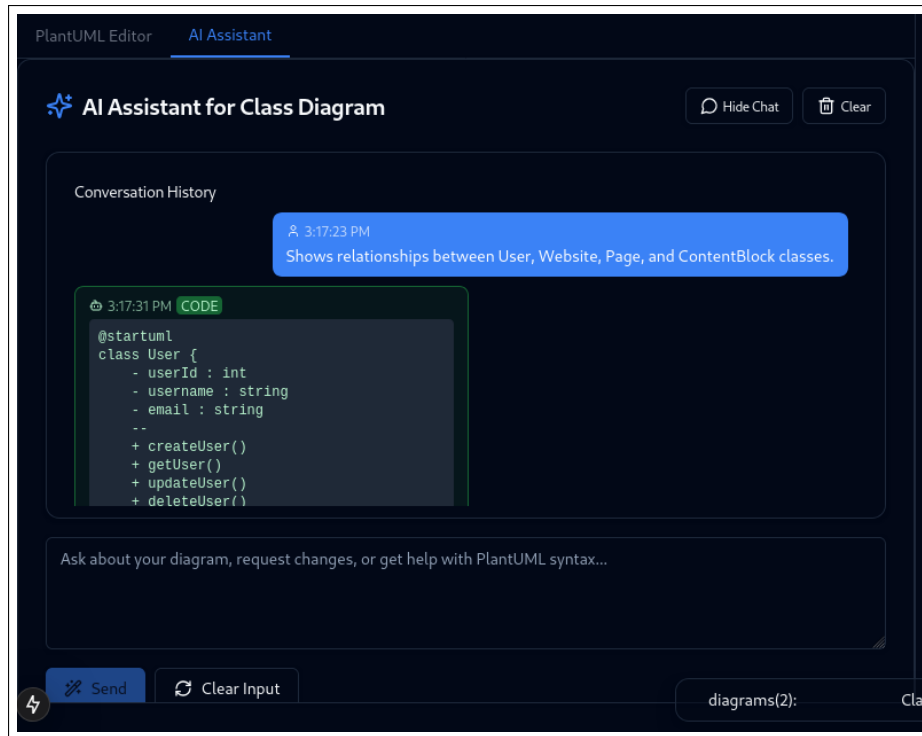 PlantUML Editor AI Assistant
AI Assistant for Class Diagram
Hide Chat
Clear
Conversation History
3:17:23 PM
Shows relationships between User, Website, Page, and ContentBlock classes.
3:17:31 PM CODE
@startuml
class User {
    - userId : int
    - username : string
    - email : string
    --
    + createUser()
    + getUser()
    + updateUser()
    + deleteUser()
Ask about your diagram, request changes, or get help with PlantUML syntax...
Send
Clear Input
diagrams(2):